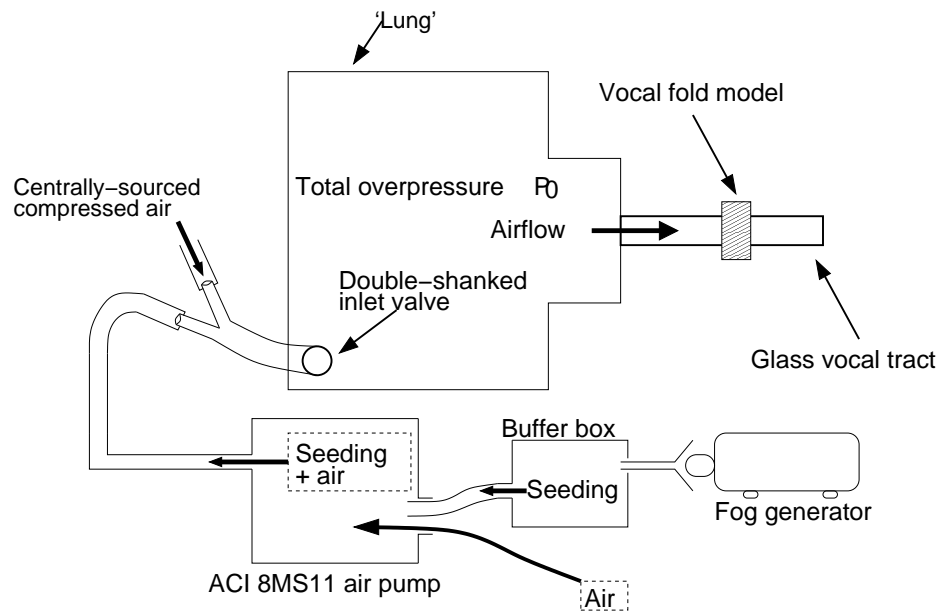 ‘Lung’
Vocal fold model
Centrally−sourced
compressed air
Total overpressure P0
Airflow
Double−shanked
inlet valve
Glass vocal tract
Buffer box
Seeding
+ air
Seeding
Fog generator
ACI 8MS11 air pump
Air